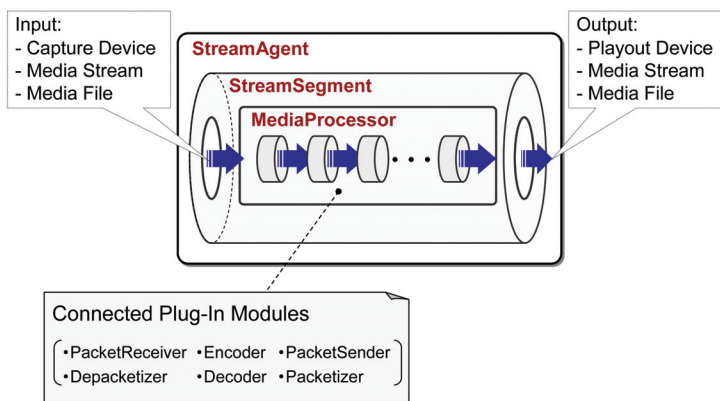 Input:
- Capture Device
- Media Stream
- Media File
Output:
- Playout Device
- Media Stream
- Media File
StreamAgent
StreamSegment
MediaProcessor
Connected Plug-In Modules
•PacketReceiver •Encoder •PacketSender
•Depacketizer •Decoder •Packetizer